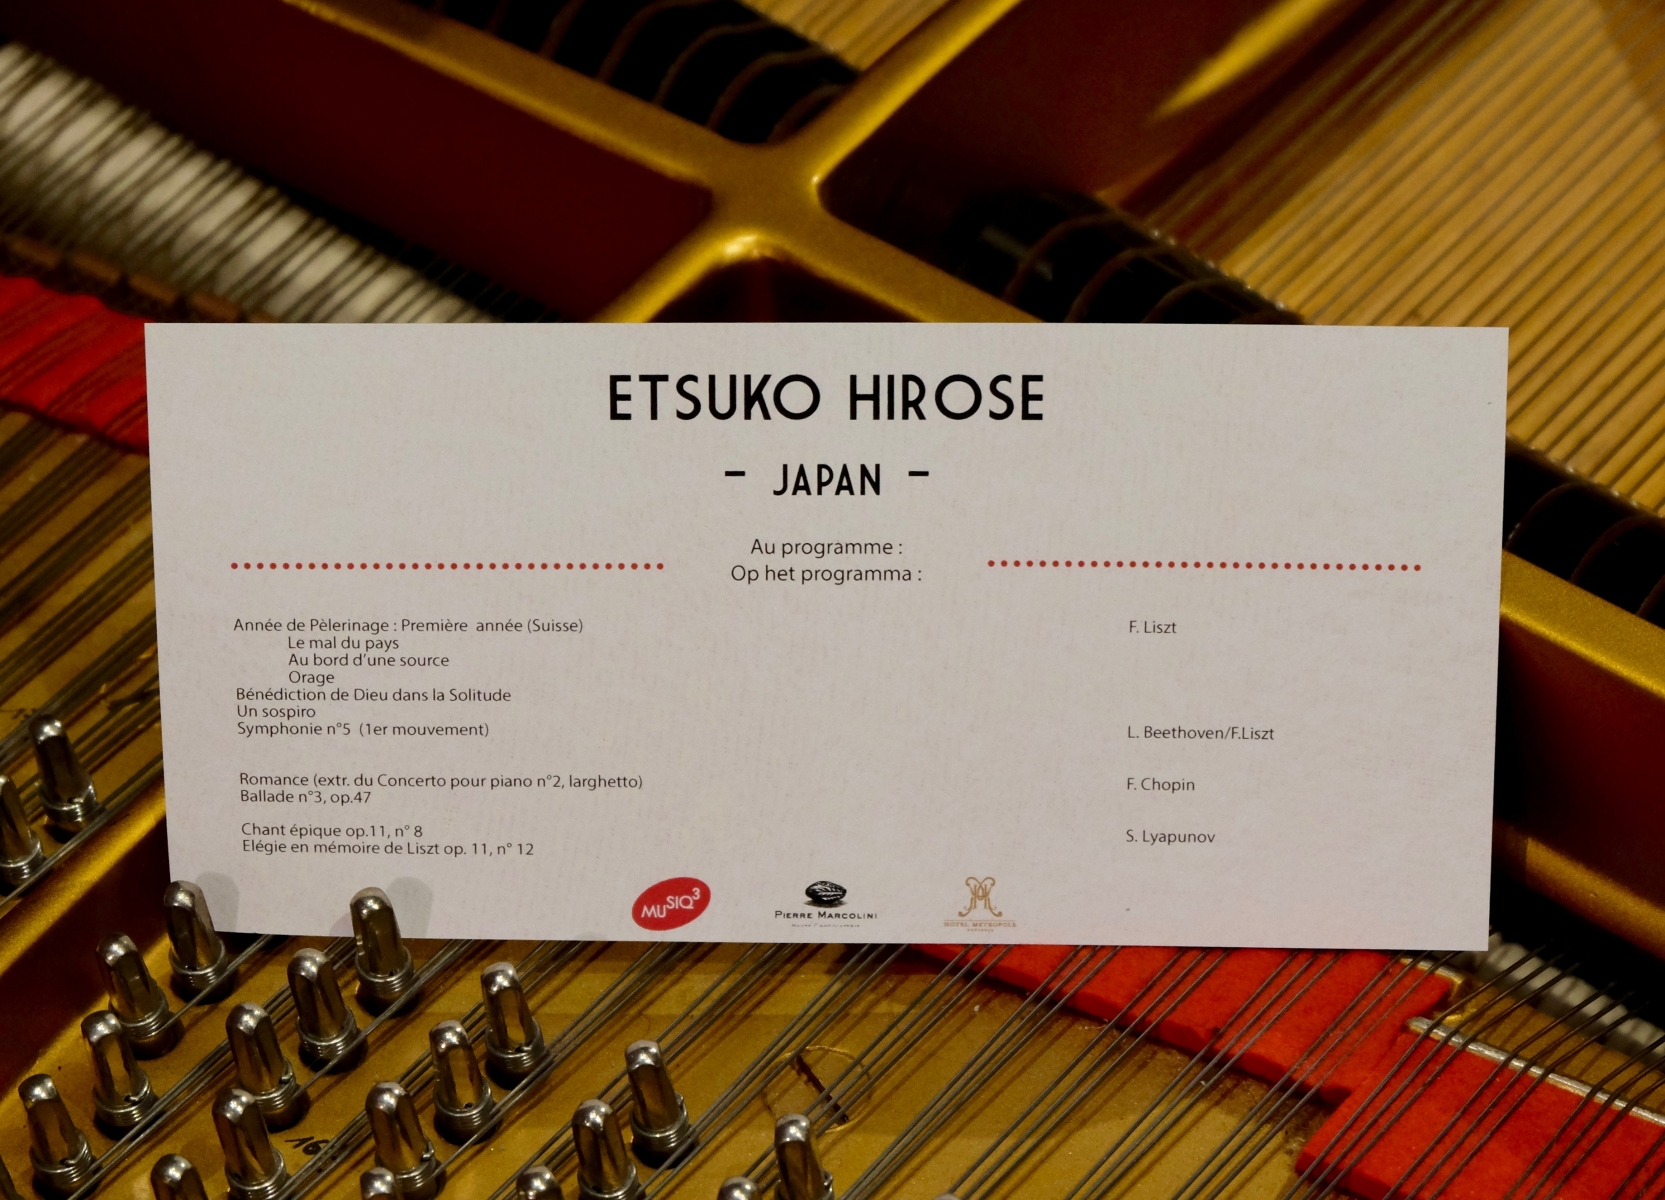 ETSUKO HIROSE
- JAPAN -
Au programme :
Op het programma :
Année de Pèlerinage : Première année (Suisse) F. Liszt
Le mal du pays
Au bord d'une source
Orage
Bénédiction de Dieu dans la Solitude
Un sospiro
Symphonie n°5 (1er mouvement) L. Beethoven/F.Liszt
Romance (extr. du Concerto pour piano n°2, larghetto) F. Chopin
Ballade n°3, op.47
Chant épique op.11, n° 8 S. Lyapunov
Elégie en mémoire de Liszt op. 11, n° 12
MUSIQ3
PIERRE MARCOLINI
HOTEL METROPOLE
16